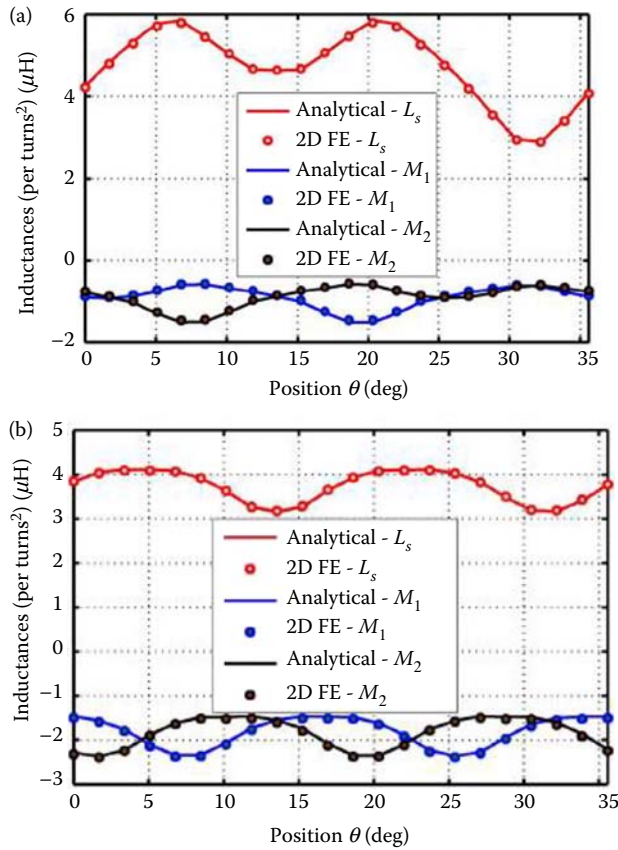 (a)
Inductances (per turns²) (μH)
6
4
2
−0
−2
Analytical - Lₛ
2D FE - Lₛ
Analytical - M₁
2D FE - M₁
Analytical - M₂
2D FE - M₂
0 5 10 15 20 25 30 35
Position θ (deg)
(b)
Inductances (per turns²) (μH)
5
4
3
2
1
0
−1
−2
−3
Analytical - Lₛ
2D FE - Lₛ
Analytical - M₁
2D FE - M₁
Analytical - M₂
2D FE - M₂
0 5 10 15 20 25 30 35
Position θ (deg)